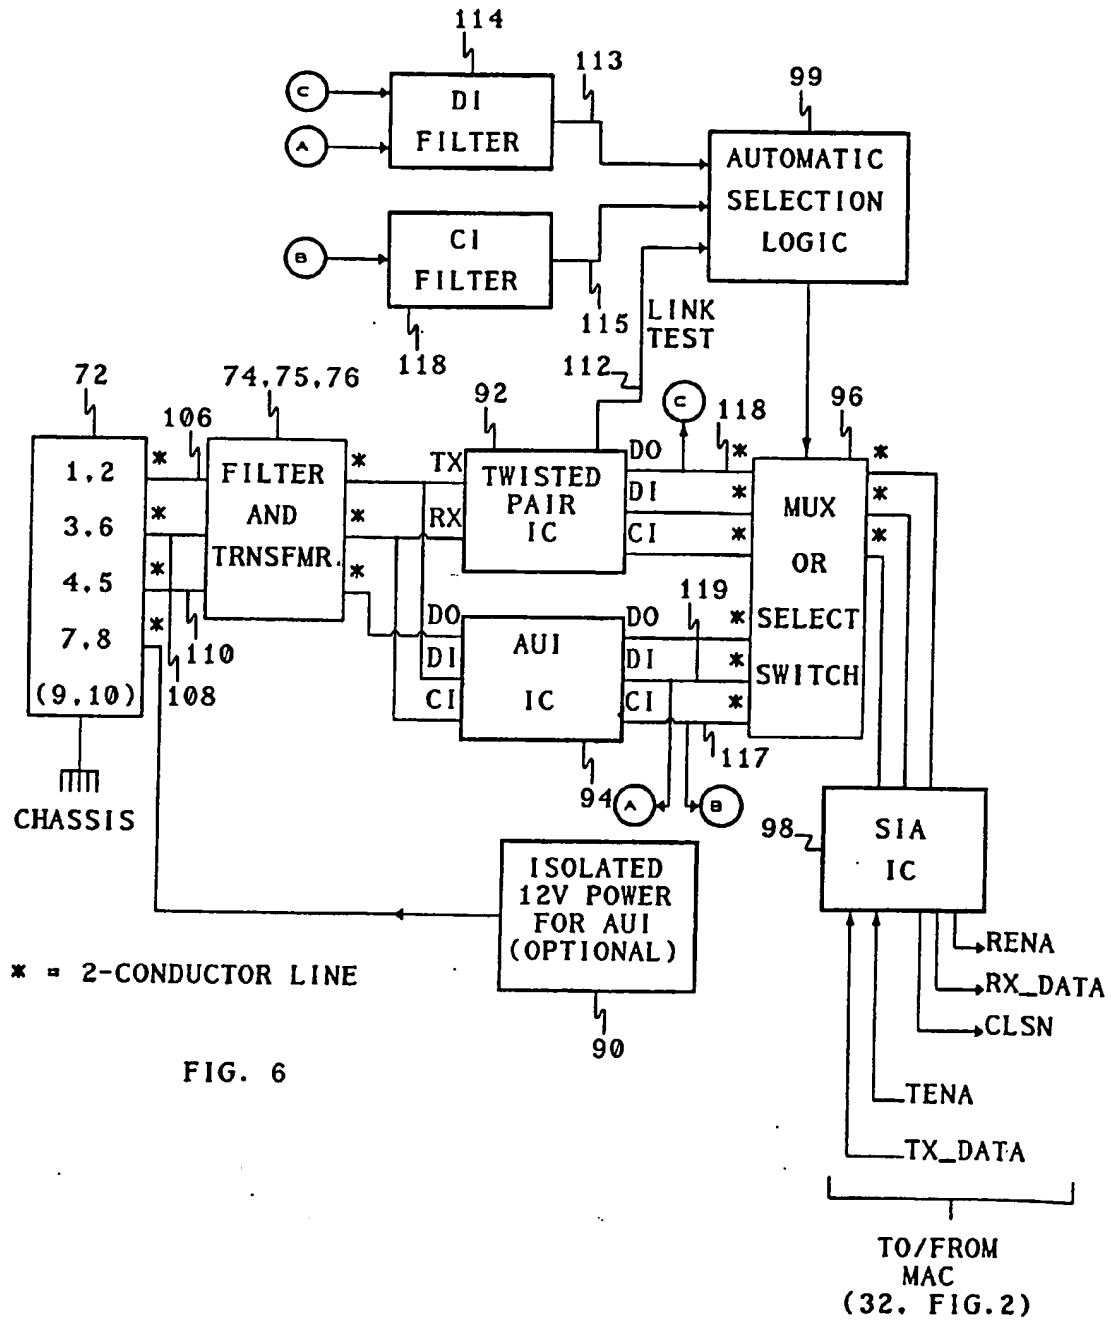 114
113
99
C
A
DI
FILTER
AUTOMATIC
SELECTION
LOGIC
B
CI
FILTER
115
118
LINK
TEST
112
72
74,75,76
92
C
118
96
106
1,2
3,6
4,5
7,8
(9,10)
* * * *
FILTER
AND
TRNSFMR.
* * *
110
108
TX
RX
TWISTED
PAIR
IC
DO
DI
CI
* * *
DO
DI
CI
AUI
IC
DO
DI
CI
119
* * *
117
MUX
OR
SELECT
SWITCH
* * *
CHASSIS
94
A
B
98
SIA
IC
ISOLATED
12V POWER
FOR AUI
(OPTIONAL)
90
* = 2-CONDUCTOR LINE
RENA
RX_DATA
CLSN
TENA
TX_DATA
FIG. 6
TO/FROM
MAC
(32. FIG.2)